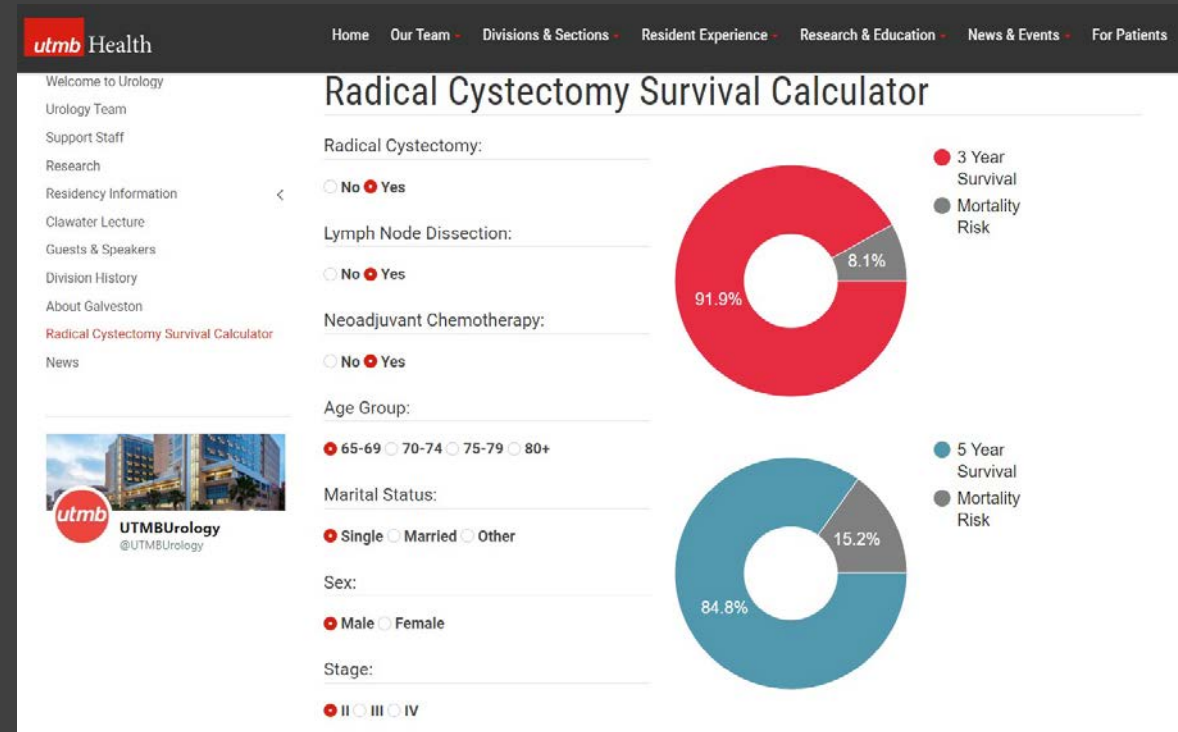 utmb Health
Home Our Team Divisions & Sections Resident Experience Research & Education News & Events For Patients
Welcome to Urology
Urology Team
Support Staff
Research
Residency Information <
Clawater Lecture
Guests & Speakers
Division History
About Galveston
Radical Cystectomy Survival Calculator
News
utmb
UTMBUrology
@UTMBUrology
Radical Cystectomy Survival Calculator
Radical Cystectomy:
No Yes
Lymph Node Dissection:
No Yes
Neoadjuvant Chemotherapy:
No Yes
Age Group:
65-69 70-74 75-79 80+
Marital Status:
Single Married Other
Sex:
Male Female
Stage:
II III IV
3 Year
Survival
Mortality
Risk
8.1%
91.9%
5 Year
Survival
Mortality
Risk
15.2%
84.8%